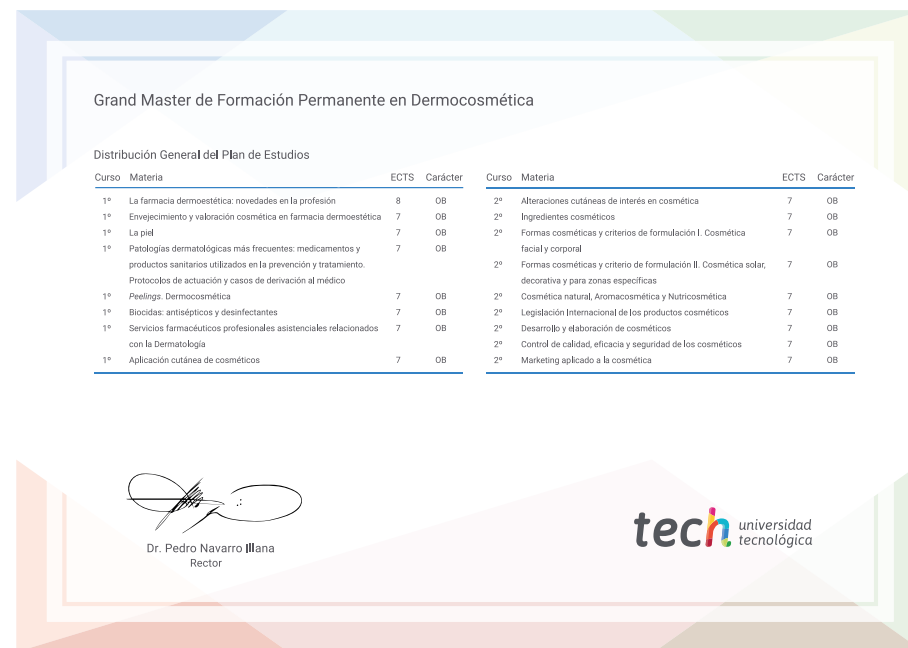 Grand Master de Formación Permanente en Dermocosmética
Distribución General del Plan de Estudios
Curso Materia ECTS Carácter
1º La farmacia dermoestética: novedades en la profesión 8 OB
1º Envejecimiento y valoración cosmética en farmacia dermoestética 7 OB
1º La piel 7 OB
1º Patologías dermatológicas más frecuentes: medicamentos y 7 OB
productos sanitarios utilizados en la prevención y tratamiento.
Protocolos de actuación y casos de derivación al médico
1º Peelings. Dermocosmética 7 OB
1º Biocidas: antisépticos y desinfectantes 7 OB
1º Servicios farmacéuticos profesionales asistenciales relacionados 7 OB
con la Dermatología
1º Aplicación cutánea de cosméticos 7 OB
Curso Materia ECTS Carácter
2º Alteraciones cutáneas de interés en cosmética 7 OB
2º Ingredientes cosméticos 7 OB
2º Formas cosméticas y criterios de formulación I. Cosmética 7 OB
facial y corporal
2º Formas cosméticas y criterio de formulación II. Cosmética solar, 7 OB
decorativa y para zonas específicas
2º Cosmética natural, Aromacosmética y Nutricosmética 7 OB
2º Legislación Internacional de los productos cosméticos 7 OB
2º Desarrollo y elaboración de cosméticos 7 OB
2º Control de calidad, eficacia y seguridad de los cosméticos 7 OB
2º Marketing aplicado a la cosmética 7 OB
Dr. Pedro Navarro Illana
Rector
tech universidad
tecnológica